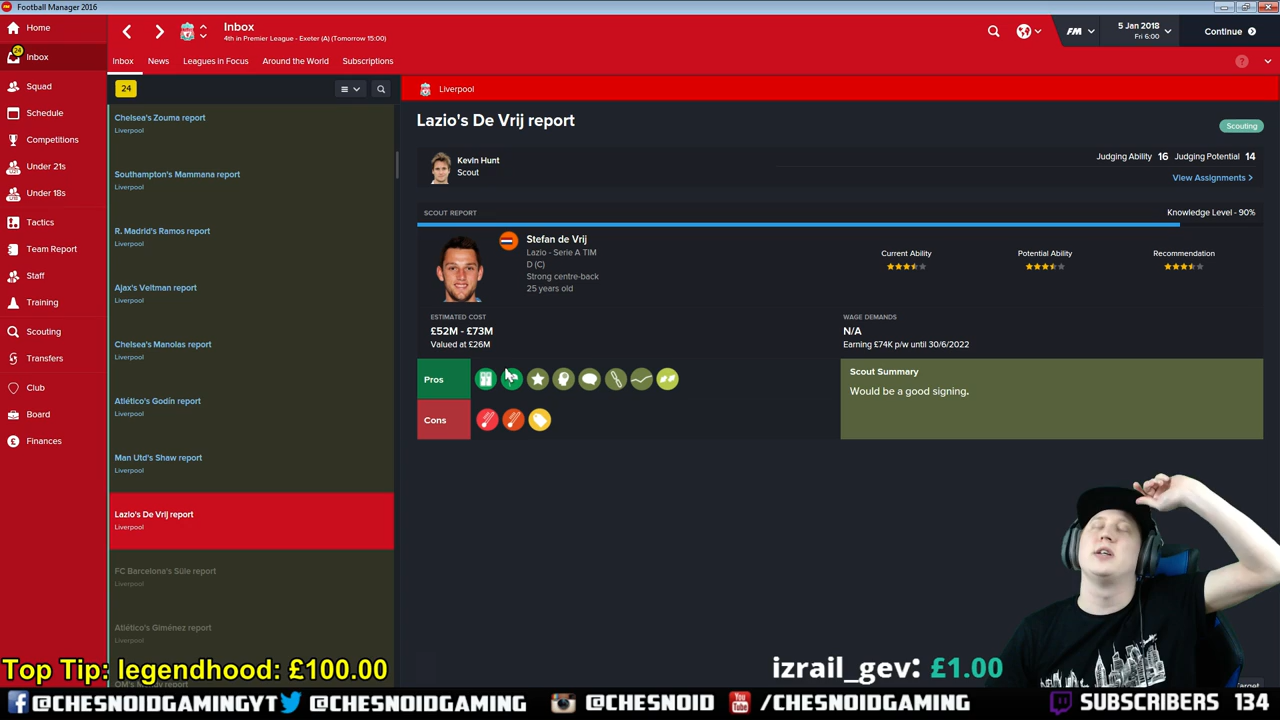 Football Manager 2016
Home
24
Inbox
Squad
Schedule
Competitions
Under 21s
Under 18s
Tactics
Team Report
Staff
Training
Scouting
Transfers
Club
Board
Finances
Inbox
4th in Premier League - Exeter (A) (Tomorrow 15:00)
FM
5 Jan 2018
Fri 6:00
Continue
Inbox
News
Leagues in Focus
Around the World
Subscriptions
24
Chelsea's Zouma report
Liverpool
Southampton's Mammana report
Liverpool
R. Madrid's Ramos report
Liverpool
Ajax's Veltman report
Liverpool
Chelsea's Manolas report
Liverpool
Atlético's Godín report
Liverpool
Man Utd's Shaw report
Liverpool
Lazio's De Vrij report
Liverpool
FC Barcelona's Süle report
Liverpool
Atlético's Giménez report
Liverpool
Liverpool
Lazio's De Vrij report
Scouting
Kevin Hunt
Scout
Judging Ability 16 Judging Potential 14
View Assignments >
SCOUT REPORT
Knowledge Level - 90%
Stefan de Vrij
Lazio - Serie A TIM
D (C)
Strong centre-back
25 years old
Current Ability
Potential Ability
Recommendation
ESTIMATED COST
£52M - £73M
Valued at £26M
WAGE DEMANDS
N/A
Earning £74K p/w until 30/6/2022
Pros
Cons
Scout Summary
Would be a good signing.
Top Tip: legendhood: £100.00
izrail_gev: £1.00
@CHESNOIDGAMINGYT
@CHESNOIDGAMING
@CHESNOID
/CHESNOIDGAMING
SUBSCRIBERS 134